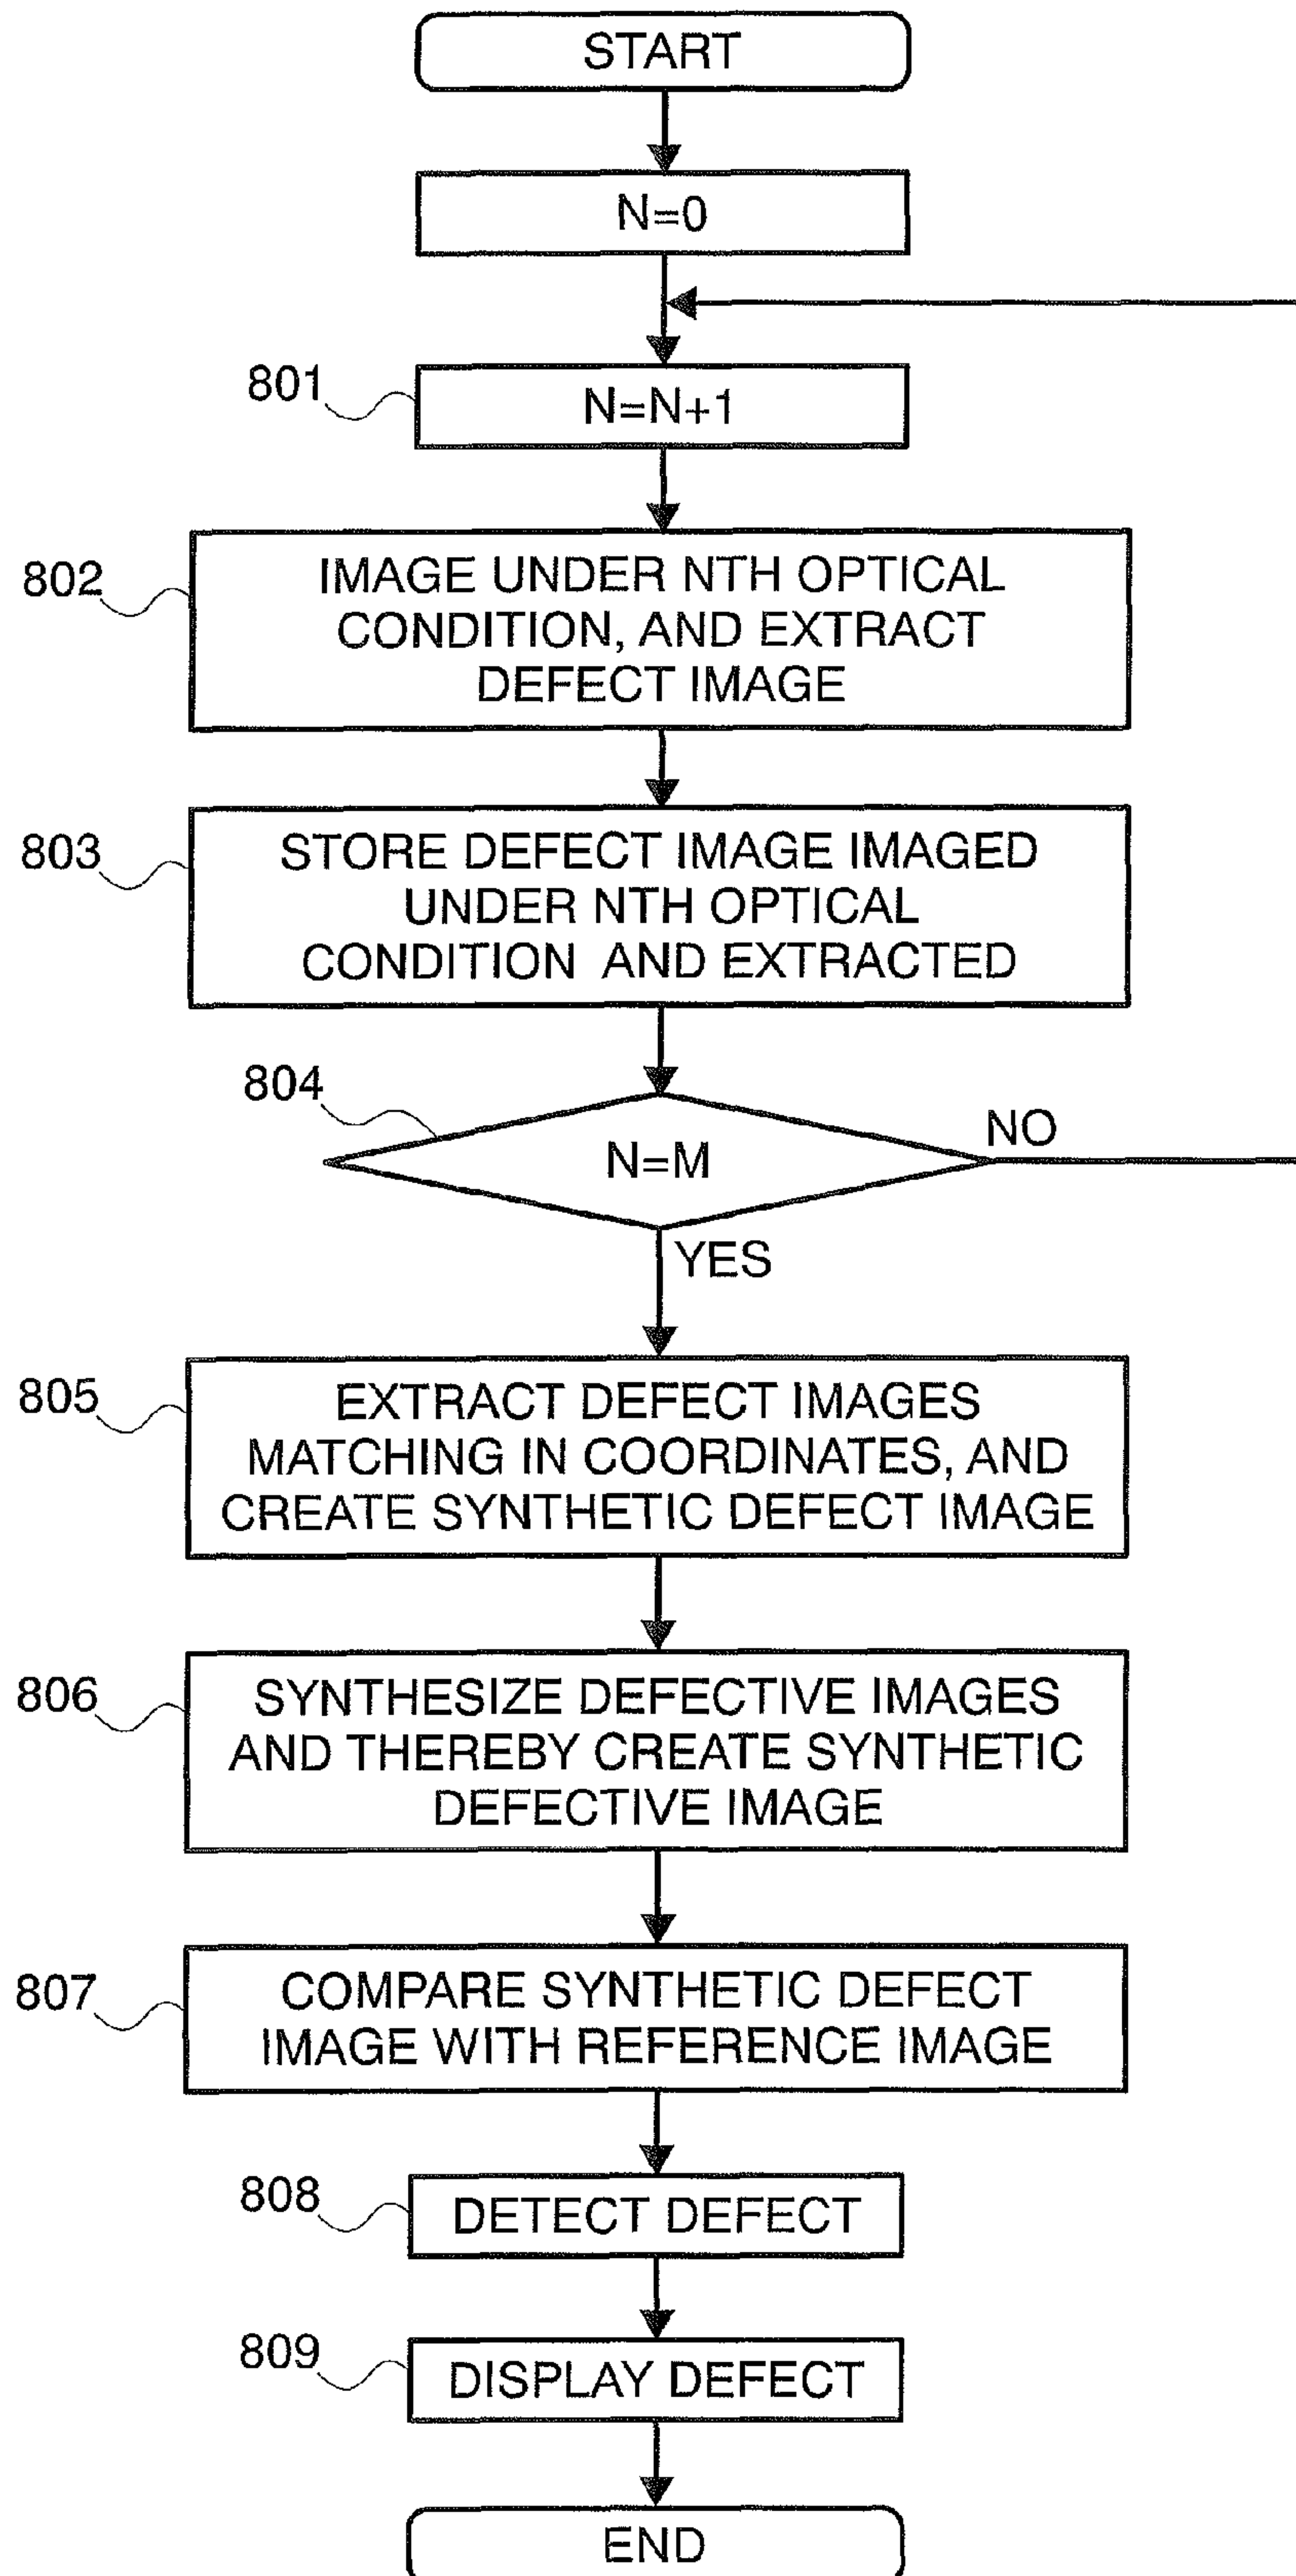 START
N=0
801
N=N+1
802
IMAGE UNDER NTH OPTICAL
CONDITION, AND EXTRACT
DEFECT IMAGE
803
STORE DEFECT IMAGE IMAGED
UNDER NTH OPTICAL
CONDITION AND EXTRACTED
804
N=M
NO
YES
805
EXTRACT DEFECT IMAGES
MATCHING IN COORDINATES, AND
CREATE SYNTHETIC DEFECT IMAGE
806
SYNTHESIZE DEFECTIVE IMAGES
AND THEREBY CREATE SYNTHETIC
DEFECTIVE IMAGE
807
COMPARE SYNTHETIC DEFECT
IMAGE WITH REFERENCE IMAGE
808
DETECT DEFECT
809
DISPLAY DEFECT
END